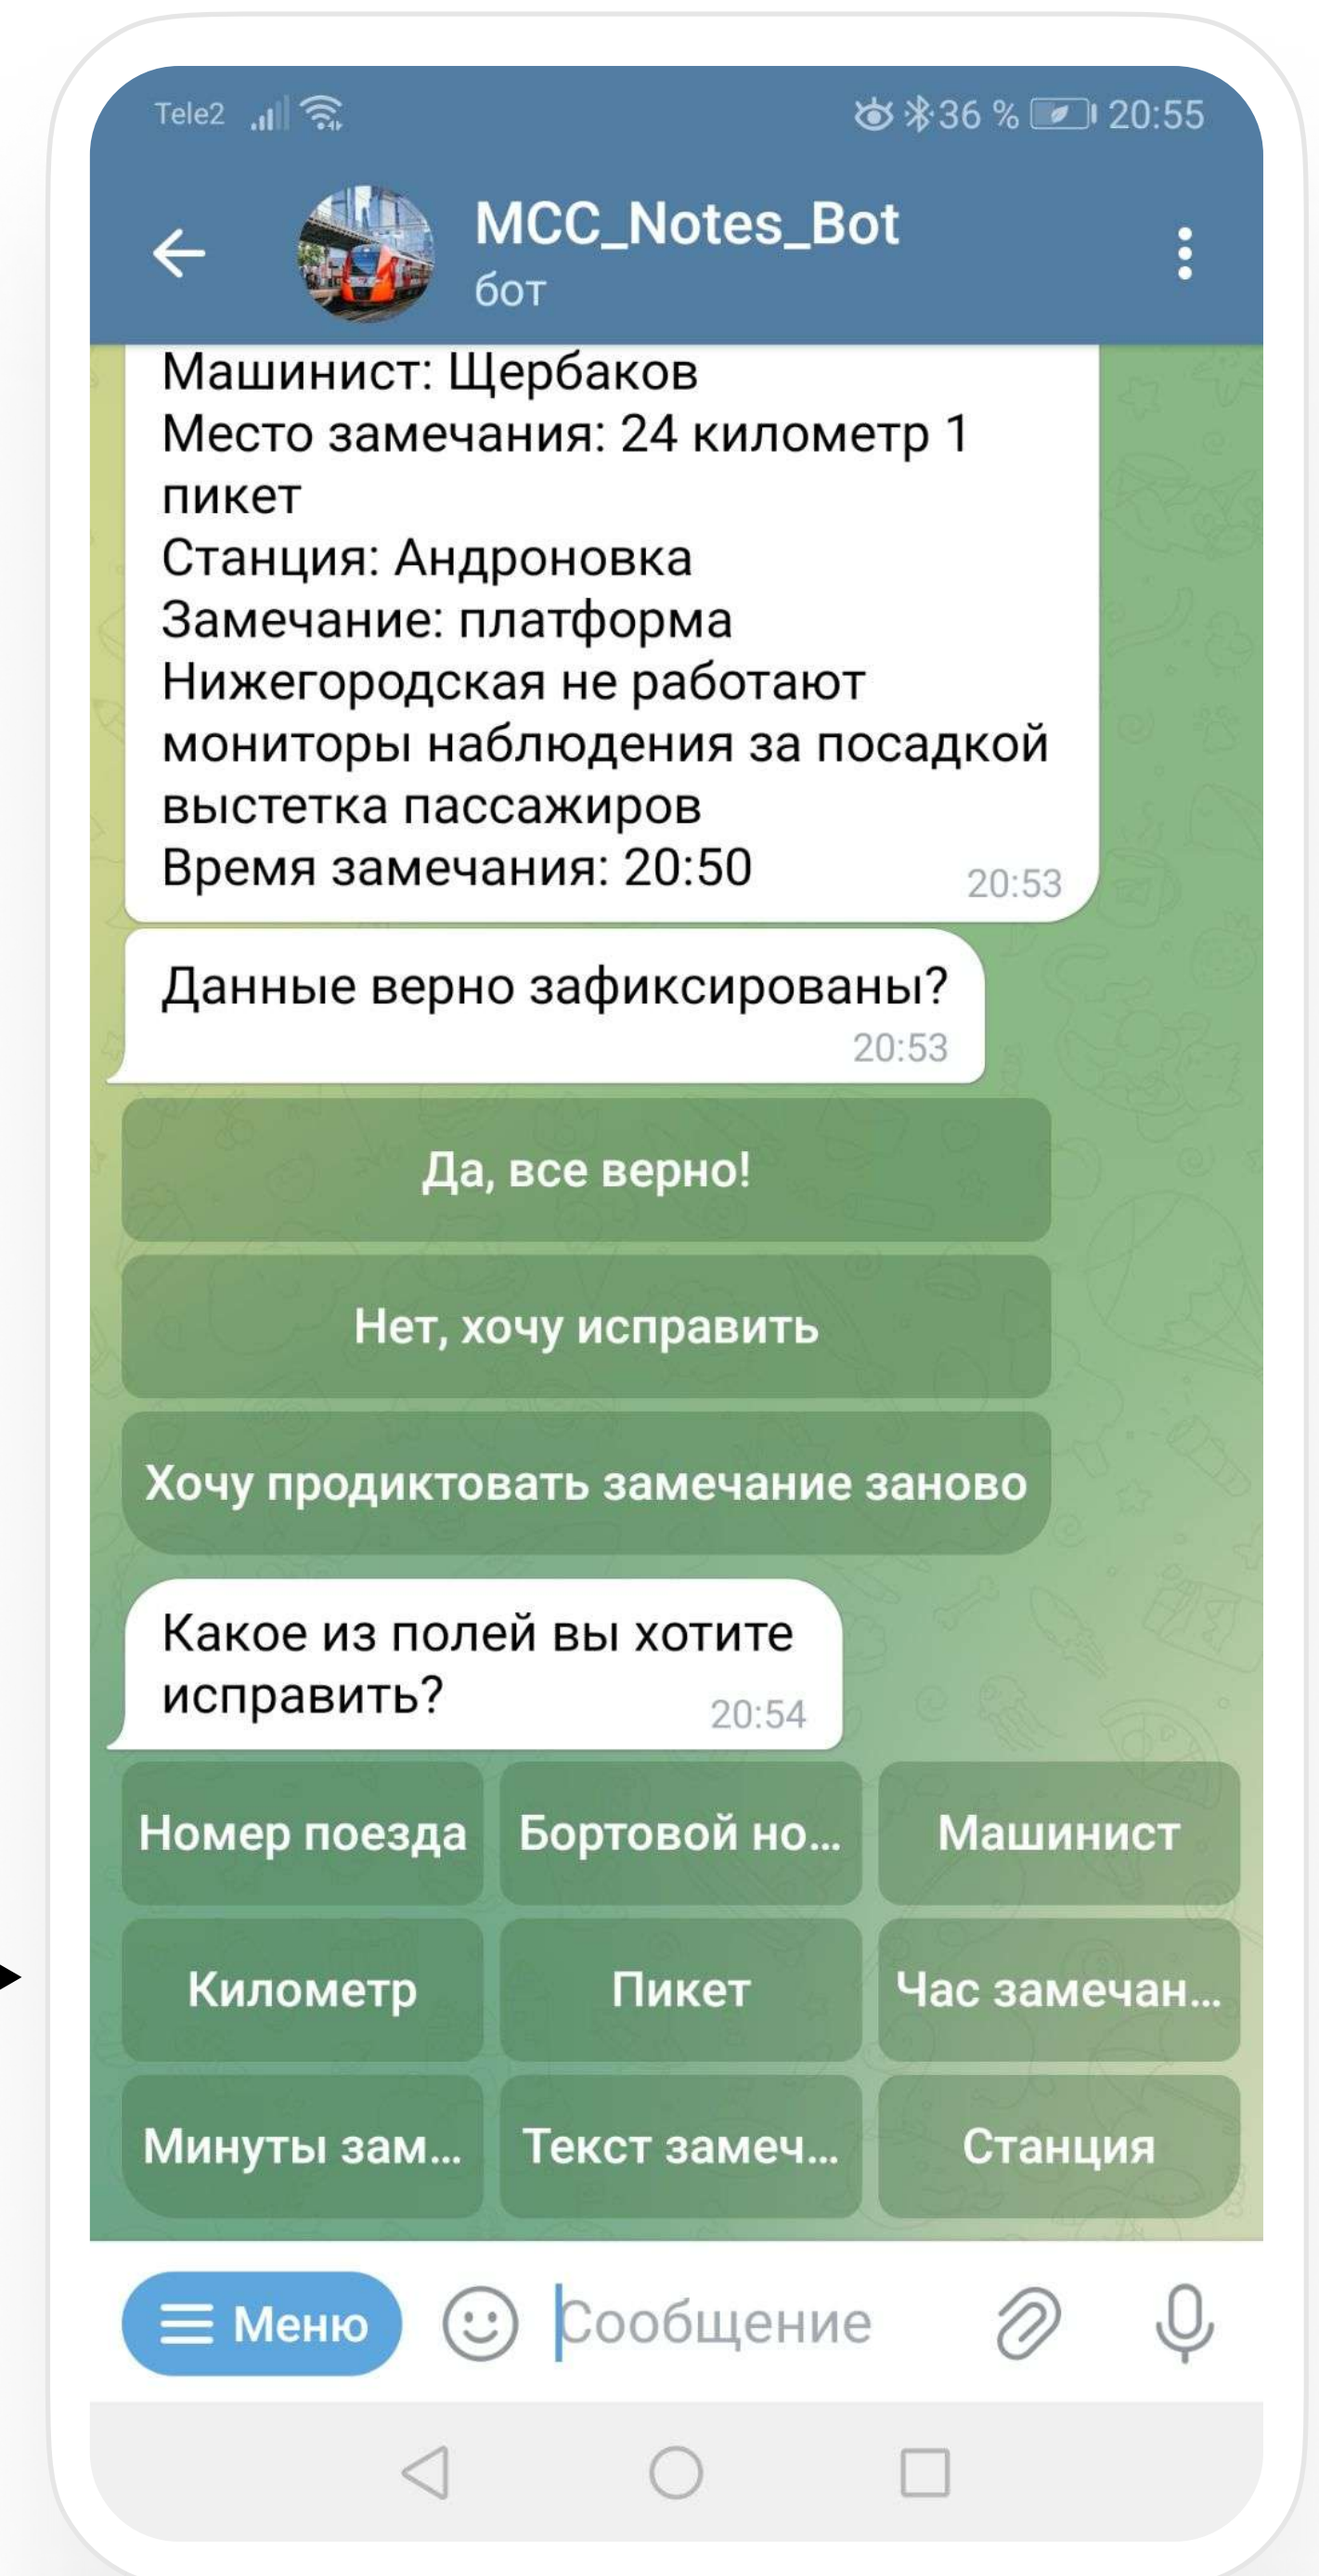 Tele2 36 % 20:55
MCC_Notes_Bot
бот
Машинист: Щербаков
Место замечания: 24 километр 1
пикет
Станция: Андроновка
Замечание: платформа
Нижегородская не работают
мониторы наблюдения за посадкой
выстетка пассажиров
Время замечания: 20:50 20:53
Данные верно зафиксированы?
20:53
Да, все верно!
Нет, хочу исправить
Хочу продиктовать замечание заново
Какое из полей вы хотите
исправить? 20:54
Номер поезда Бортовой но... Машинист
Километр Пикет Час замечан...
Минуты зам... Текст замеч... Станция
Меню Сообщение